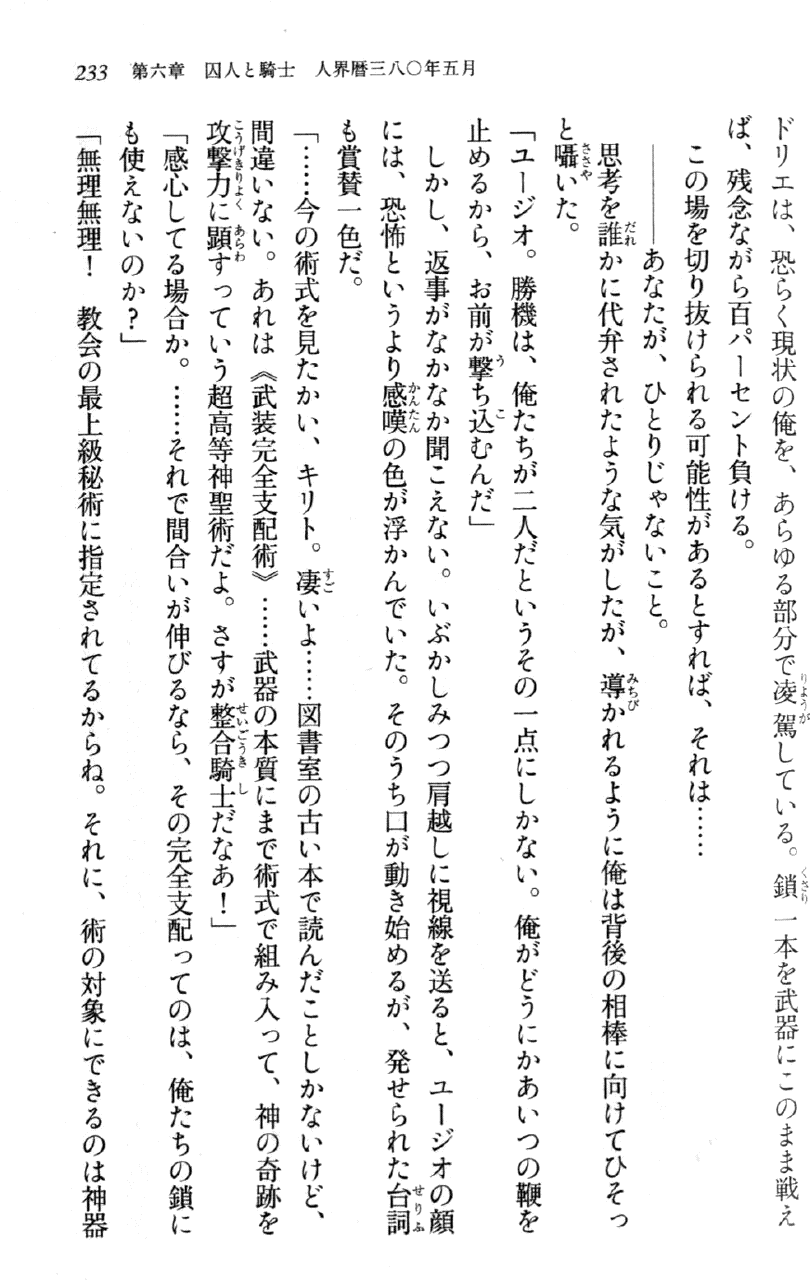 233　第六章　囚人と騎士　人界暦三八〇年五月
ドリエは、恐らく現状の俺を、あらゆる部分で凌駕している。鎖一本を武器にこのまま戦え
ば、残念ながら百パーセント負ける。
　この場を切り抜けられる可能性があるとすれば、それは……
　――――あなたが、ひとりじゃないこと。
　思考を誰かに代弁されたような気がしたが、導かれるように俺は背後の相棒に向けてひそっ
と囁いた。
「ユージオ。勝機は、俺たちが二人だというその一点にしかない。俺がどうにかあいつの鞭を
止めるから、お前が撃ち込むんだ」
　しかし、返事がなかなか聞こえない。いぶかしみつつ肩越しに視線を送ると、ユージオの顔
には、恐怖というより感嘆の色が浮かんでいた。そのうち口が動き始めるが、発せられた台詞
も賞賛一色だ。
「……今の術式を見たかい、キリト。凄いよ……図書室の古い本で読んだことしかないけど、
間違いない。あれは《武装完全支配術》……武器の本質にまで術式で組み入って、神の奇跡を
攻撃力に顕すっていう超高等神聖術だよ。さすが整合騎士だなあ！」
「感心してる場合か。……それで間合いが伸びるなら、その完全支配ってのは、俺たちの鎖に
も使えないのか？」
「無理無理！　教会の最上級秘術に指定されてるからね。それに、術の対象にできるのは神器